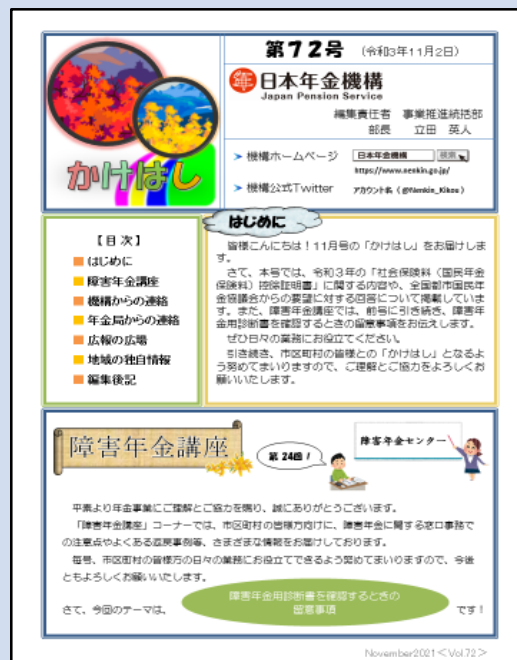 第72号 (令和3年11月2日)
日本年金機構
Japan Pension Service
編集責任者 事業推進統括部
部長 立田 英人
かけはし
➢ 機構ホームページ 日本年金機構 検索
https://www.nenkin.go.jp/
➢ 機構公式Twitter アカウント名(@Nenkin_Kikou)
【目次】
■ はじめに
■ 障害年金講座
■ 機構からの連絡
■ 年金局からの連絡
■ 広報の広場
■ 地域の独自情報
■ 編集後記
はじめに
皆様こんにちは!11月号の「かけはし」をお届けしま
す。
さて、本号では、令和3年の「社会保険料(国民年金
保険料)控除証明書」に関する内容や、全国都市国民年
金協議会からの要望に対する回答について掲載していま
す。また、障害年金講座では、前号に引き続き、障害年
金用診断書を確認するときの留意事項をお伝えします。
ぜひ日々の業務にお役立てください。
引き続き、市区町村の皆様との「かけはし」となるよ
う努めてまいりますので、ご理解とご協力をよろしくお
願いいたします。
障害年金講座
第24回!
障害年金センター
平素より年金事業にご理解とご協力を賜り、誠にありがとうございます。
「障害年金講座」コーナーでは、市区町村の皆様方向けに、障害年金に関する窓口事務で
の注意点やよくある返戻事例等、さまざまな情報をお届けしております。
毎号、市区町村の皆様方の日々の業務にお役立てできるよう努めてまいりますので、今後
ともよろしくお願いいたします。
さて、今回のテーマは、
障害年金用診断書を確認するときの
留意事項
です!
November2021<Vol.72>